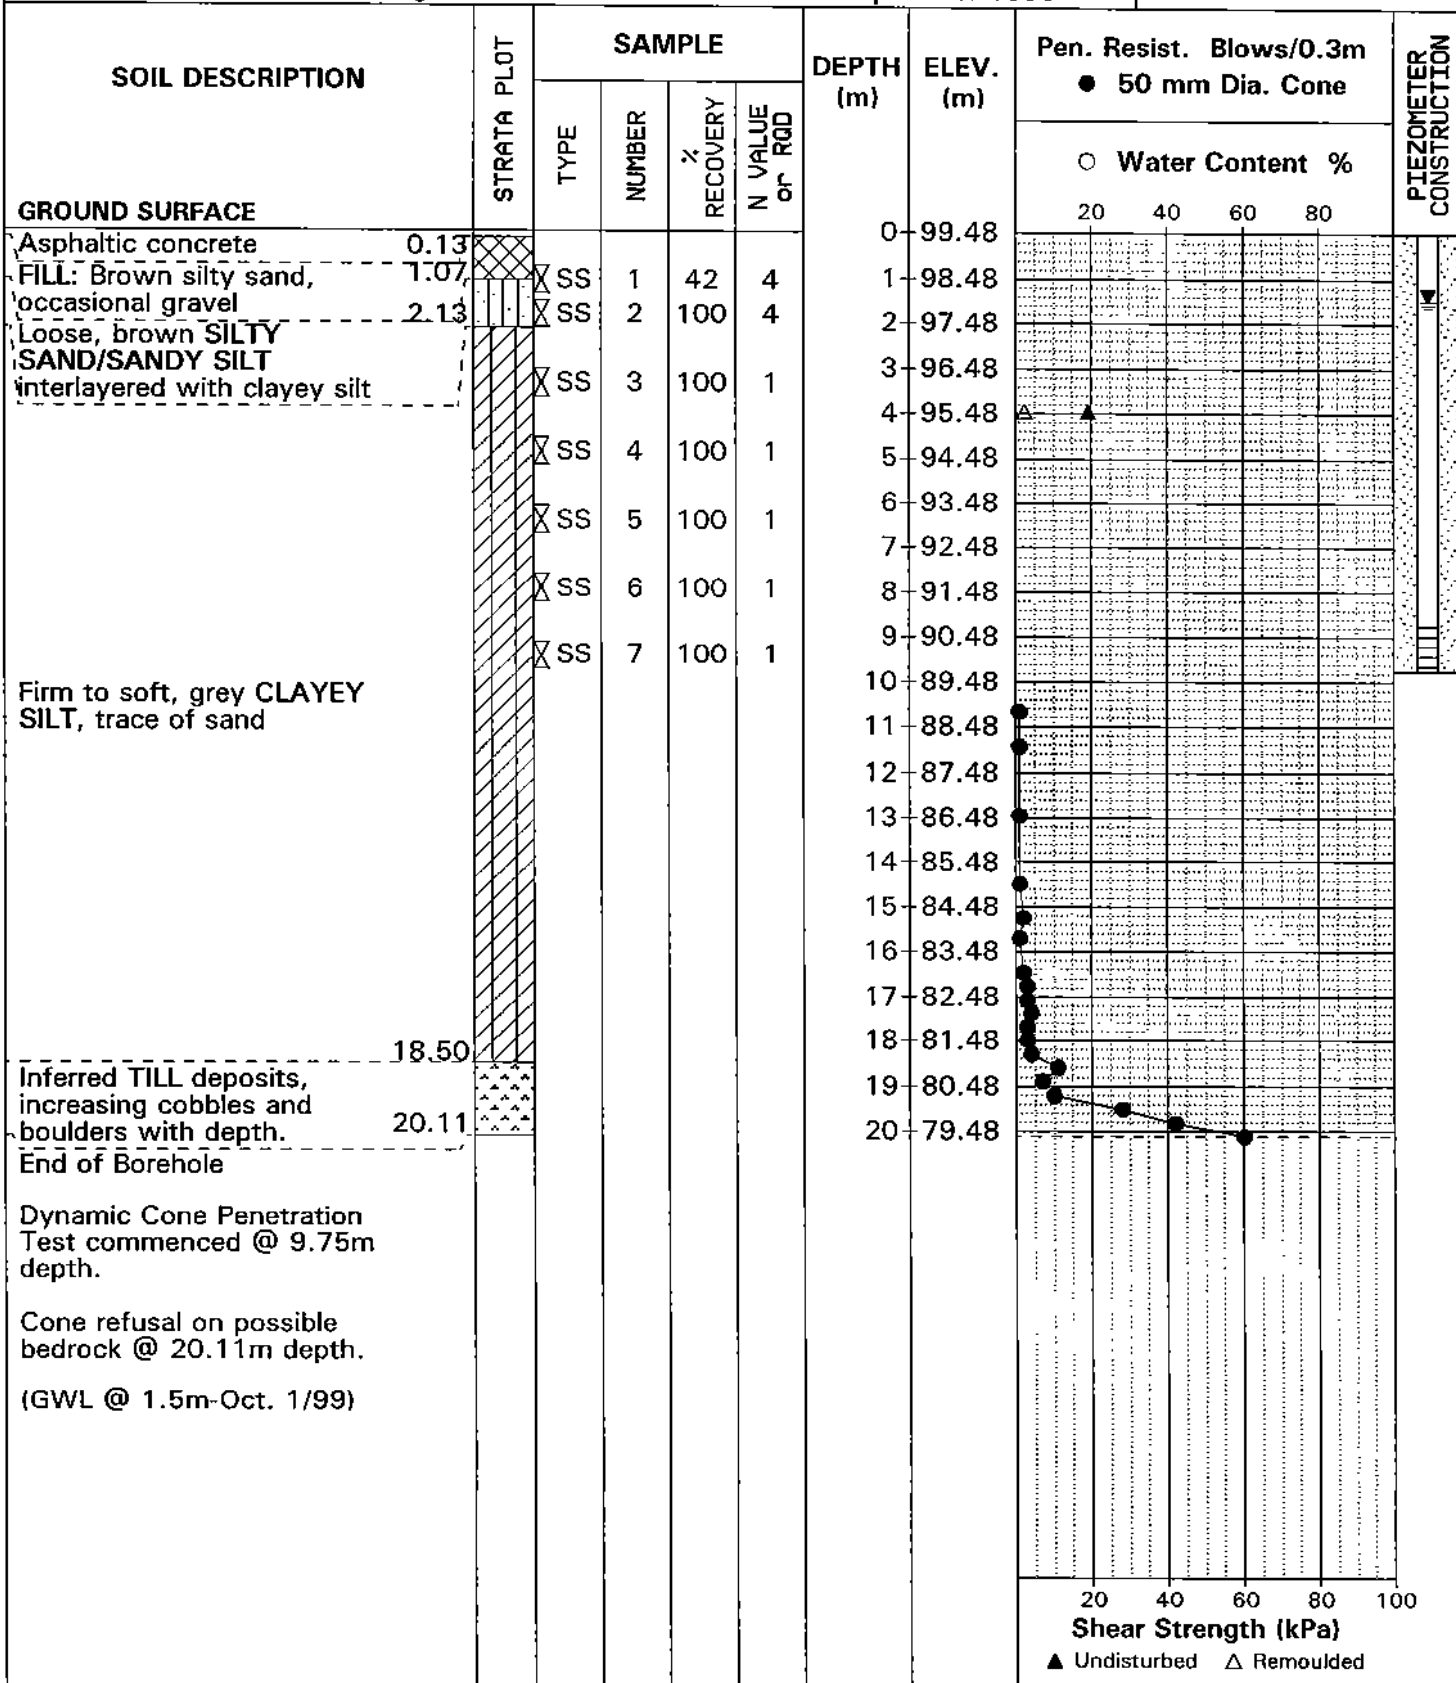 SOIL DESCRIPTION
STRATA PLOT
SAMPLE
TYPE
NUMBER
% RECOVERY
N VALUE or RQD
DEPTH (m)
ELEV. (m)
Pen. Resist. Blows/0.3m
● 50 mm Dia. Cone
○ Water Content %
20 40 60 80
PIEZOMETER CONSTRUCTION
GROUND SURFACE
Asphaltic concrete 0.13
FILL: Brown silty sand, occasional gravel 1.07
Loose, brown SILTY SAND/SANDY SILT interlayered with clayey silt 2.13
SS 1 42 4
SS 2 100 4
SS 3 100 1
SS 4 100 1
SS 5 100 1
SS 6 100 1
SS 7 100 1
Firm to soft, grey CLAYEY
SILT, trace of sand
18.50
Inferred TILL deposits,
increasing cobbles and
boulders with depth. 20.11
End of Borehole
Dynamic Cone Penetration
Test commenced @ 9.75m
depth.
Cone refusal on possible
bedrock @ 20.11m depth.
(GWL @ 1.5m-Oct. 1/99)
0 99.48
1 98.48
2 97.48
3 96.48
4 95.48
5 94.48
6 93.48
7 92.48
8 91.48
9 90.48
10 89.48
11 88.48
12 87.48
13 86.48
14 85.48
15 84.48
16 83.48
17 82.48
18 81.48
19 80.48
20 79.48
20 40 60 80 100
Shear Strength (kPa)
▲ Undisturbed △ Remoulded